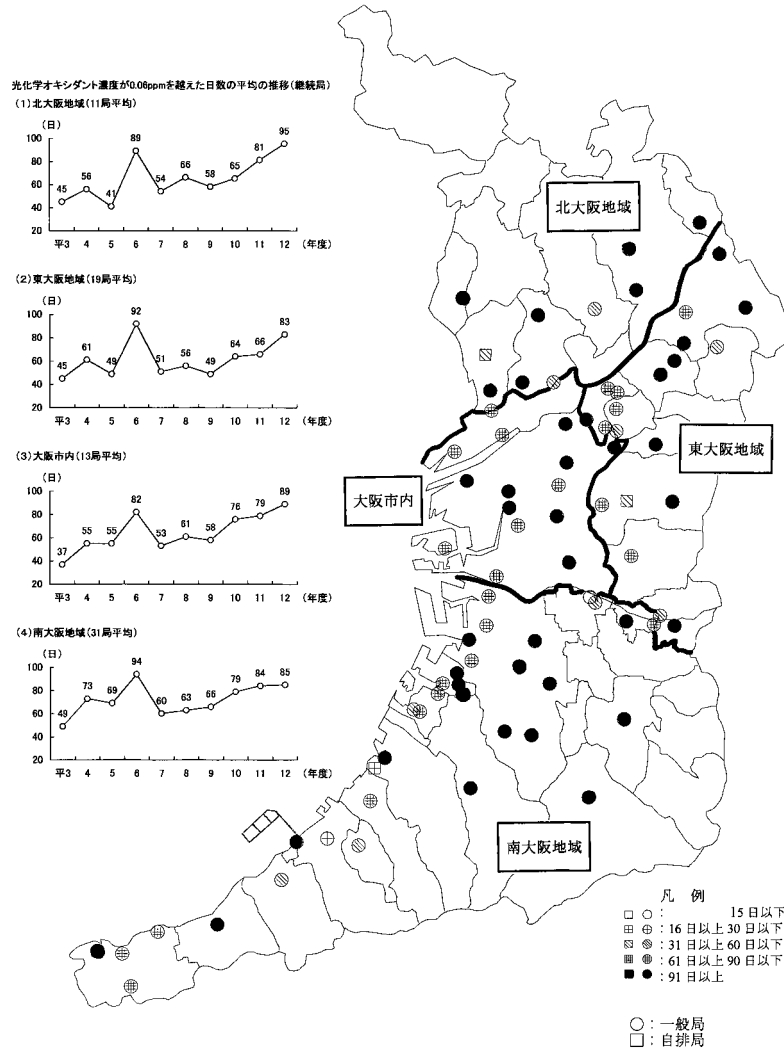 光化学オキシダント濃度が0.06ppmを越えた日数の平均の推移(継続局)
(1)北大阪地域(11局平均)
(日)
100
80
60
40
20
45
56
41
89
54
66
58
65
81
95
平3 4 5 6 7 8 9 10 11 12 (年度)
(2)東大阪地域(19局平均)
(日)
100
80
60
40
20
45
61
49
92
51
56
49
64
66
83
平3 4 5 6 7 8 9 10 11 12 (年度)
(3)大阪市内(13局平均)
(日)
100
80
60
40
20
37
55
55
82
53
61
58
76
79
89
平3 4 5 6 7 8 9 10 11 12 (年度)
(4)南大阪地域(31局平均)
(日)
100
80
60
40
20
49
73
69
94
60
63
66
79
84
85
平3 4 5 6 7 8 9 10 11 12 (年度)
北大阪地域
東大阪地域
大阪市内
南大阪地域
凡 例
: 15日以下
: 16日以上30日以下
: 31日以上60日以下
: 61日以上90日以下
: 91日以上
: 一般局
: 自排局